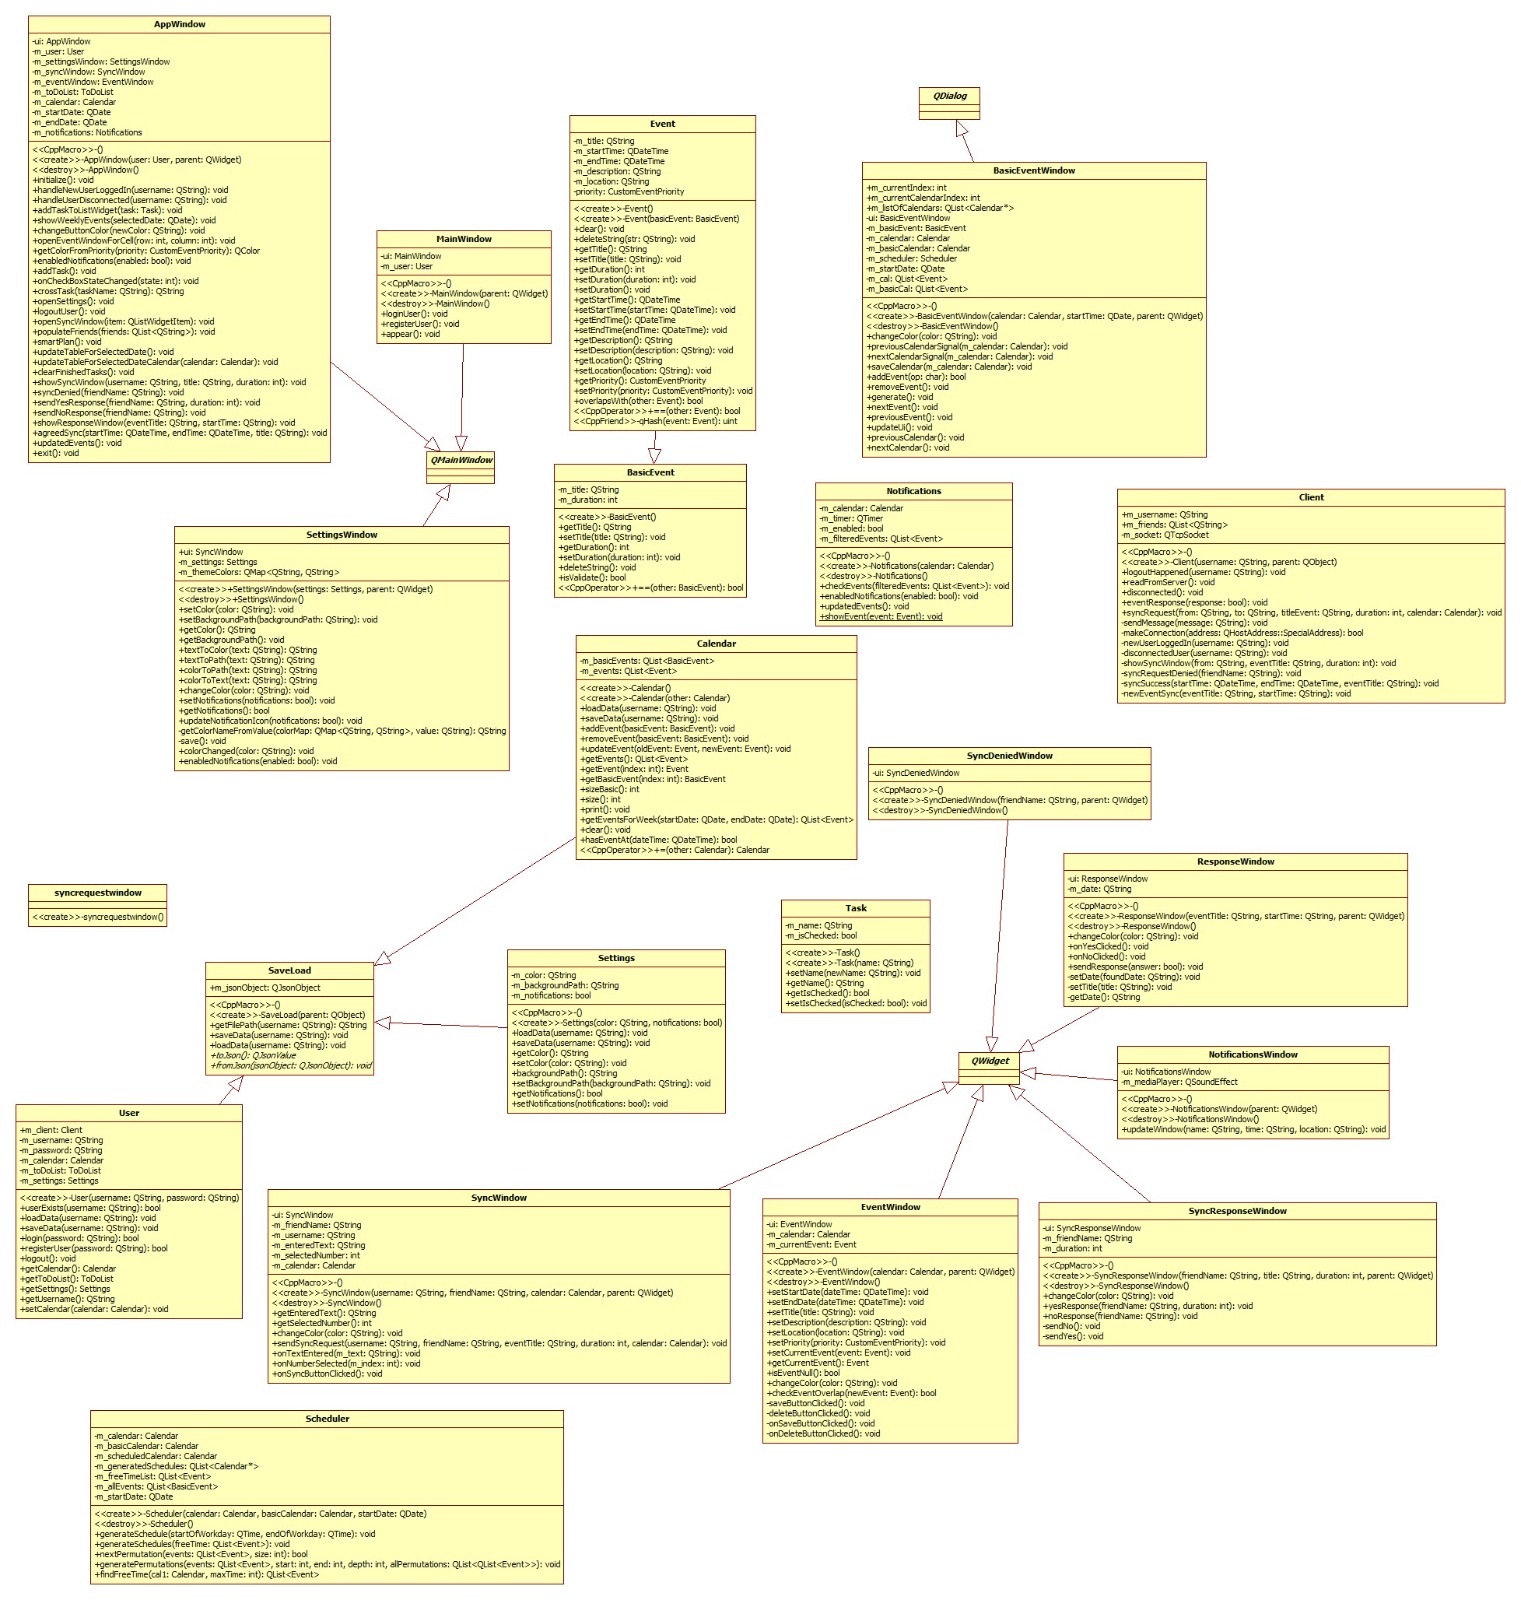 AppWindow
-ui: AppWindow
-m_user: User
-m_settingsWindow: SettingsWindow
-m_syncWindow: SyncWindow
-m_eventWindow: EventWindow
-m_toDoList: ToDoList
-m_calendar: Calendar
-m_startDate: QDate
-m_endDate: QDate
-m_notifications: Notifications
<<CppMacro>>-()
<<create>>-AppWindow(user: User, parent: QWidget)
<<destroy>>-AppWindow()
+initialize(): void
+handleNewUserLoggedIn(username: QString): void
+handleUserDisconnected(username: QString): void
+addTaskToListWidget(task: Task): void
+showWeeklyEvents(selectedDate: QDate): void
+changeButtonColor(newColor: QString): void
+openEventWindowForCell(row: int, column: int): void
+getColorFromPriority(priority: CustomEventPriority): QColor
+enabledNotifications(enabled: bool): void
+addTask(): void
+onCheckBoxStateChanged(state: int): void
+crossTask(taskName: QString): QString
+openSettings(): void
+logoutUser(): void
+openSyncWindow(item: QListWidgetItem): void
+populateFriends(friends: QList<QString>): void
+smartPlan(): void
+updateTableForSelectedDate(): void
+updateTableForSelectedDateCalendar(calendar: Calendar): void
+clearFinishedTasks(): void
+showSyncWindow(username: QString, title: QString, duration: int): void
+syncDenied(friendName: QString): void
+sendYesResponse(friendName: QString, duration: int): void
+sendNoResponse(friendName: QString): void
+showResponseWindow(eventTitle: QString, startTime: QString): void
+agreedSync(startTime: QDateTime, endTime: QDateTime, title: QString): void
+updatedEvents(): void
+exit(): void
MainWindow
-ui: MainWindow
-m_user: User
<<CppMacro>>-()
<<create>>-MainWindow(parent: QWidget)
<<destroy>>-MainWindow()
+loginUser(): void
+registerUser(): void
+appear(): void
QMainWindow
Event
-m_title: QString
-m_startTime: QDateTime
-m_endTime: QDateTime
-m_description: QString
-m_location: QString
-priority: CustomEventPriority
<<create>>-Event()
<<create>>-Event(basicEvent: BasicEvent)
+clear(): void
+deleteString(str: QString): void
+getTitle(): QString
+setTitle(title: QString): void
+getDuration(): int
+setDuration(duration: int): void
+setDuration(): void
+getStartTime(): QDateTime
+setStartTime(startTime: QDateTime): void
+getEndTime(): QDateTime
+setEndTime(endTime: QDateTime): void
+getDescription(): QString
+setDescription(description: QString): void
+getLocation(): QString
+setLocation(location: QString): void
+getPriority(): CustomEventPriority
+setPriority(priority: CustomEventPriority): void
+overlapsWith(other: Event): bool
<<CppOperator>>+==(other: Event): bool
<<CppFriend>>-qHash(event: Event): uint
QDialog
BasicEventWindow
+m_currentIndex: int
+m_currentCalendarIndex: int
+m_listOfCalendars: QList<Calendar*>
-ui: BasicEventWindow
-m_basicEvent: BasicEvent
-m_calendar: Calendar
-m_basicCalendar: Calendar
-m_scheduler: Scheduler
-m_startDate: QDate
-m_cal: QList<Event>
-m_basicCal: QList<Event>
<<CppMacro>>-()
<<create>>-BasicEventWindow(calendar: Calendar, startTime: QDate, parent: QWidget)
<<destroy>>-BasicEventWindow()
+changeColor(color: QString): void
+previousCalendarSignal(m_calendar: Calendar): void
+nextCalendarSignal(m_calendar: Calendar): void
+saveCalendar(m_calendar: Calendar): void
+addEvent(op: char): bool
+removeEvent(): void
+generate(): void
+nextEvent(): void
+previousEvent(): void
+updateUi(): void
+previousCalendar(): void
+nextCalendar(): void
BasicEvent
-m_title: QString
-m_duration: int
<<create>>-BasicEvent()
+getTitle(): QString
+setTitle(title: QString): void
+getDuration(): int
+setDuration(duration: int): void
+deleteString(): void
+isValidate(): bool
<<CppOperator>>+==(other: BasicEvent): bool
Notifications
-m_calendar: Calendar
-m_timer: QTimer
-m_enabled: bool
-m_filteredEvents: QList<Event>
<<CppMacro>>-()
<<create>>-Notifications(calendar: Calendar)
<<destroy>>-Notifications()
+checkEvents(filteredEvents: QList<Event>): void
+enabledNotifications(enabled: bool): void
+updatedEvents(): void
+showEvent(event: Event): void
Client
+m_username: QString
+m_friends: QList<QString>
-m_socket: QTcpSocket
<<CppMacro>>-()
<<create>>-Client(username: QString, parent: QObject)
+logoutHappened(username: QString): void
+readFromServer(): void
+disconnected(): void
+eventResponse(response: bool): void
+syncRequest(from: QString, to: QString, titleEvent: QString, duration: int, calendar: Calendar): void
-sendMessage(message: QString): void
-makeConnection(address: QHostAddress::SpecialAddress): bool
-newUserLoggedIn(username: QString): void
-disconnectedUser(username: QString): void
-showSyncWindow(from: QString, eventTitle: QString, duration: int): void
-syncRequestDenied(friendName: QString): void
-syncSuccess(startTime: QDateTime, endTime: QDateTime, eventTitle: QString): void
-newEventSync(eventTitle: QString, startTime: QString): void
SettingsWindow
+ui: SyncWindow
-m_settings: Settings
-m_themeColors: QMap<QString, QString>
<<create>>+SettingsWindow(settings: Settings, parent: QWidget)
<<destroy>>+SettingsWindow()
+setColor(color: QString): void
+setBackgroundPath(backgroundPath: QString): void
+getColor(): QString
+getBackgroundPath(): void
+textToColor(text: QString): QString
+textToPath(text: QString): QString
+colorToPath(text: QString): QString
+colorToText(text: QString): QString
+changeColor(color: QString): void
+setNotifications(notifications: bool): void
+getNotifications(): bool
+updateNotificationIcon(notifications: bool): void
-getColorNameFromValue(colorMap: QMap<QString, QString>, value: QString): QString
-save(): void
+colorChanged(color: QString): void
+enabledNotifications(enabled: bool): void
Calendar
-m_basicEvents: QList<BasicEvent>
-m_events: QList<Event>
<<create>>-Calendar()
<<create>>-Calendar(other: Calendar)
+loadData(username: QString): void
+saveData(username: QString): void
+addEvent(basicEvent: BasicEvent): void
+removeEvent(basicEvent: BasicEvent): void
+updateEvent(oldEvent: Event, newEvent: Event): void
+getEvents(): QList<Event>
+getEvent(index: int): Event
+getBasicEvent(index: int): BasicEvent
+sizeBasic(): int
+size(): int
+print(): void
+getEventsForWeek(startDate: QDate, endDate: QDate): QList<Event>
+clear(): void
+hasEventAt(dateTime: QDateTime): bool
<<CppOperator>>+=(other: Calendar): Calendar
SyncDeniedWindow
-ui: SyncDeniedWindow
<<CppMacro>>-()
<<create>>-SyncDeniedWindow(friendName: QString, parent: QWidget)
<<destroy>>-SyncDeniedWindow()
ResponseWindow
-ui: ResponseWindow
-m_date: QString
<<CppMacro>>-()
<<create>>-ResponseWindow(eventTitle: QString, startTime: QString, parent: QWidget)
<<destroy>>-ResponseWindow()
+changeColor(color: QString): void
+onYesClicked(): void
+onNoClicked(): void
+sendResponse(answer: bool): void
-setDate(foundDate: QString): void
-setTitle(title: QString): void
-getDate(): QString
syncrequestwindow
<<create>>-syncrequestwindow()
Task
-m_name: QString
-m_isChecked: bool
<<create>>-Task()
<<create>>-Task(name: QString)
+setName(newName: QString): void
+getName(): QString
+getIsChecked(): bool
+setIsChecked(isChecked: bool): void
SaveLoad
+m_jsonObject: QJsonObject
<<CppMacro>>-()
<<create>>-SaveLoad(parent: QObject)
+getFilePath(username: QString): QString
+saveData(username: QString): void
+loadData(username: QString): void
+toJson(): QJsonValue
+fromJson(jsonObject: QJsonObject): void
Settings
-m_color: QString
-m_backgroundPath: QString
-m_notifications: bool
<<CppMacro>>-()
<<create>>-Settings(color: QString, notifications: bool)
+loadData(username: QString): void
+saveData(username: QString): void
+getColor(): QString
+setColor(color: QString): void
+backgroundPath(): QString
+setBackgroundPath(backgroundPath: QString): void
+getNotifications(): bool
+setNotifications(notifications: bool): void
QWidget
NotificationsWindow
-ui: NotificationsWindow
-m_mediaPlayer: QSoundEffect
<<CppMacro>>-()
<<create>>-NotificationsWindow(parent: QWidget)
<<destroy>>-NotificationsWindow()
+updateWindow(name: QString, time: QString, location: QString): void
User
+m_client: Client
-m_username: QString
-m_password: QString
-m_calendar: Calendar
-m_toDoList: ToDoList
-m_settings: Settings
<<create>>-User(username: QString, password: QString)
+userExists(username: QString): bool
+loadData(username: QString): void
+saveData(username: QString): void
+login(password: QString): bool
+registerUser(password: QString): bool
+logout(): void
+getCalendar(): Calendar
+getToDoList(): ToDoList
+getSettings(): Settings
+getUsername(): QString
+setCalendar(calendar: Calendar): void
SyncWindow
-ui: SyncWindow
-m_friendName: QString
-m_username: QString
-m_enteredText: QString
-m_selectedNumber: int
-m_calendar: Calendar
<<CppMacro>>-()
<<create>>-SyncWindow(username: QString, friendName: QString, calendar: Calendar, parent: QWidget)
<<destroy>>-SyncWindow()
+getEnteredText(): QString
+getSelectedNumber(): int
+changeColor(color: QString): void
+sendSyncRequest(username: QString, friendName: QString, eventTitle: QString, duration: int, calendar: Calendar): void
+onTextEntered(m_text: QString): void
+onNumberSelected(m_index: int): void
+onSyncButtonClicked(): void
EventWindow
-ui: EventWindow
-m_calendar: Calendar
-m_currentEvent: Event
<<CppMacro>>-()
<<create>>-EventWindow(calendar: Calendar, parent: QWidget)
<<destroy>>-EventWindow()
+setStartDate(dateTime: QDateTime): void
+setEndDate(dateTime: QDateTime): void
+setTitle(title: QString): void
+setDescription(description: QString): void
+setLocation(location: QString): void
+setPriority(priority: CustomEventPriority): void
+setCurrentEvent(event: Event): void
+getCurrentEvent(): Event
+isEventNull(): bool
+changeColor(color: QString): void
+checkEventOverlap(newEvent: Event): bool
-saveButtonClicked(): void
-deleteButtonClicked(): void
-onSaveButtonClicked(): void
-onDeleteButtonClicked(): void
SyncResponseWindow
-ui: SyncResponseWindow
-m_friendName: QString
-m_duration: int
<<CppMacro>>-()
<<create>>-SyncResponseWindow(friendName: QString, title: QString, duration: int, parent: QWidget)
<<destroy>>-SyncResponseWindow()
+changeColor(color: QString): void
+yesResponse(friendName: QString, duration: int): void
+noResponse(friendName: QString): void
-sendNo(): void
-sendYes(): void
Scheduler
-m_calendar: Calendar
-m_basicCalendar: Calendar
-m_scheduledCalendar: Calendar
-m_generatedSchedules: QList<Calendar*>
-m_freeTimeList: QList<Event>
-m_allEvents: QList<BasicEvent>
-m_startDate: QDate
<<create>>-Scheduler(calendar: Calendar, basicCalendar: Calendar, startDate: QDate)
<<destroy>>-Scheduler()
+generateSchedule(startOfWorkday: QTime, endOfWorkday: QTime): void
+generateSchedules(freeTime: QList<Event>): void
+nextPermutation(events: QList<Event>, size: int): bool
+generatePermutations(events: QList<Event>, start: int, end: int, depth: int, allPermutations: QList<QList<Event>>): void
+findFreeTime(cal1: Calendar, maxTime: int): QList<Event>